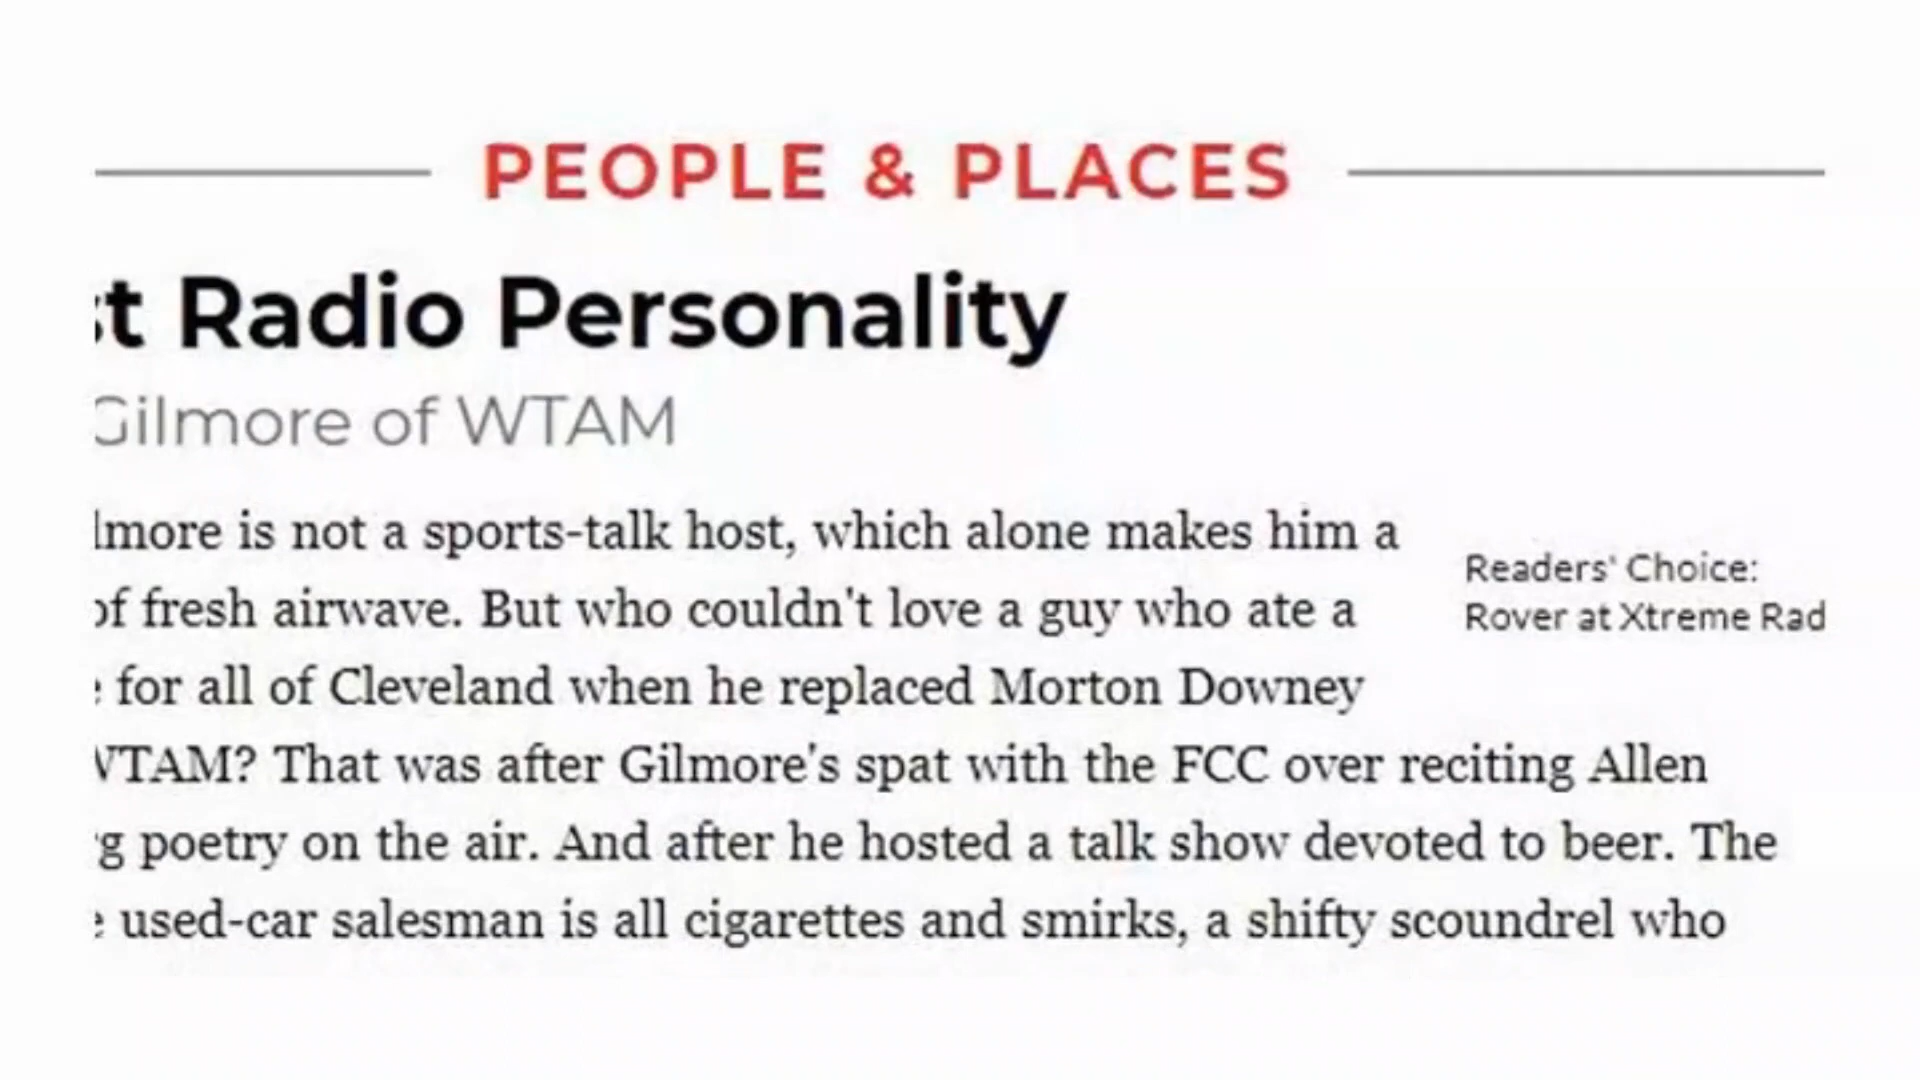 PEOPLE & PLACES
st Radio Personality
Gilmore of WTAM
lmore is not a sports-talk host, which alone makes him a
of fresh airwave. But who couldn't love a guy who ate a
for all of Cleveland when he replaced Morton Downey
WTAM? That was after Gilmore's spat with the FCC over reciting Allen
g poetry on the air. And after he hosted a talk show devoted to beer. The
used-car salesman is all cigarettes and smirks, a shifty scoundrel who
Readers' Choice:
Rover at Xtreme Rad